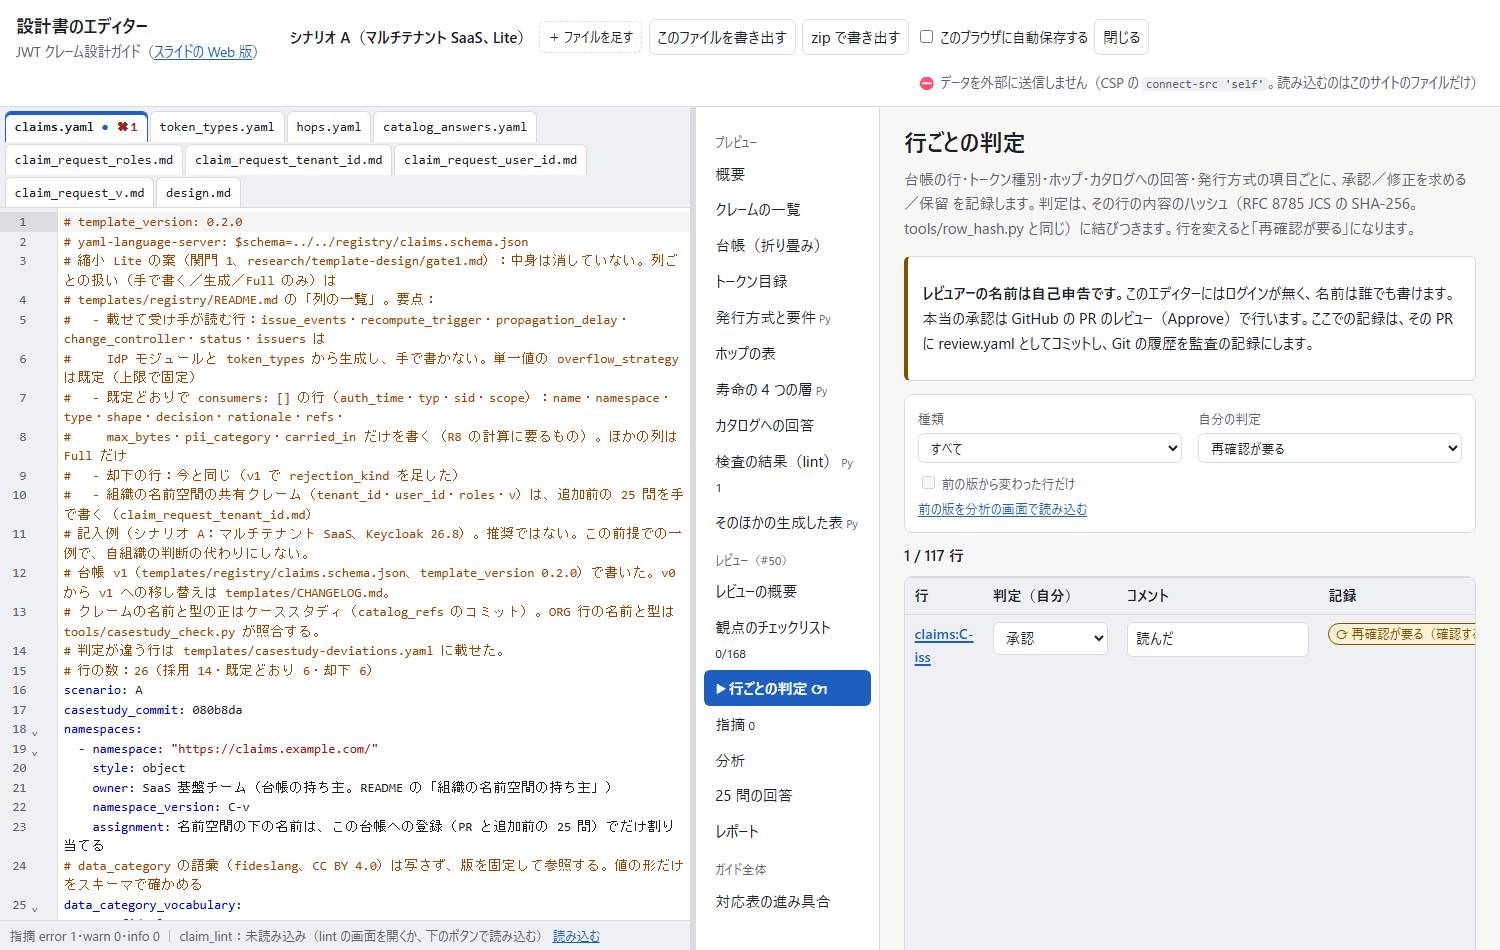 設計書のエディター
JWT クレーム設計ガイド（スライドの Web 版）
シナリオ A（マルチテナント SaaS、Lite）
＋ ファイルを足す
このファイルを書き出す
zip で書き出す
このブラウザに自動保存する
閉じる
データを外部に送信しません（CSP の connect-src 'self'。読み込むのはこのサイトのファイルだけ）
claims.yaml ● ✖1
token_types.yaml
hops.yaml
catalog_answers.yaml
claim_request_roles.md
claim_request_tenant_id.md
claim_request_user_id.md
claim_request_v.md
design.md
1 # template_version: 0.2.0
2 # yaml-language-server: $schema=../../registry/claims.schema.json
3 # 縮小 Lite の案（関門 1、research/template-design/gate1.md）：中身は消していない。列ご
との扱い（手で書く／生成／Full のみ）は
4 # templates/registry/README.md の「列の一覧」。要点：
5 #   - 載せて受け手が読む行：issue_events・recompute_trigger・propagation_delay・
change_controller・status・issuers は
6 #     IdP モジュールと token_types から生成し、手で書かない。単一値の overflow_strategy
は既定（上限で固定）
7 #   - 既定どおりで consumers: [] の行（auth_time・typ・sid・scope）：name・namespace・
type・shape・decision・rationale・refs・
8 #     max_bytes・pii_category・carried_in だけを書く（R8 の計算に要るもの）。ほかの列は
Full だけ
9 #   - 却下の行：今と同じ（v1 で rejection_kind を足した）
10 #   - 組織の名前空間の共有クレーム（tenant_id・user_id・roles・v）は、追加前の 25 問を手
で書く（claim_request_tenant_id.md）
11 # 記入例（シナリオ A：マルチテナント SaaS、Keycloak 26.8）。推奨ではない。この前提での一
例で、自組織の判断の代わりにしない。
12 # 台帳 v1（templates/registry/claims.schema.json、template_version 0.2.0）で書いた。v0
から v1 への移し替えは templates/CHANGELOG.md。
13 # クレームの名前と型の正はケーススタディ（catalog_refs のコミット）。ORG 行の名前と型は
tools/casestudy_check.py が照合する。
14 # 判定が違う行は templates/casestudy-deviations.yaml に載せた。
15 # 行の数：26（採用 14・既定どおり 6・却下 6）
16 scenario: A
17 casestudy_commit: 080b8da
18 namespaces:
19   - namespace: "https://claims.example.com/"
20     style: object
21     owner: SaaS 基盤チーム（台帳の持ち主。README の「組織の名前空間の持ち主」）
22     namespace_version: C-v
23     assignment: 名前空間の下の名前は、この台帳への登録（PR と追加前の 25 問）でだけ割り
当てる
24 # data_category の語彙（fideslang、CC BY 4.0）は写さず、版を固定して参照する。値の形だけ
をスキーマで確かめる
25 data_category_vocabulary:
指摘 error 1・warn 0・info 0
claim_lint：未読み込み（lint の画面を開くか、下のボタンで読み込む）
読み込む
プレビュー
概要
クレームの一覧
台帳（折り畳み）
トークン目録
発行方式と要件 Py
ホップの表
寿命の 4 つの層 Py
カタログへの回答
検査の結果（lint） Py
1
そのほかの生成した表 Py
レビュー（#50）
レビューの概要
観点のチェックリスト
0/168
▶行ごとの判定 ⟳1
指摘 0
分析
25 問の回答
レポート
ガイド全体
対応表の進み具合
行ごとの判定
台帳の行・トークン種別・ホップ・カタログへの回答・発行方式の項目ごとに、承認／修正を求める
／保留 を記録します。判定は、その行の内容のハッシュ（RFC 8785 JCS の SHA-256。
tools/row_hash.py と同じ）に結びつきます。行を変えると「再確認が要る」になります。
レビュアーの名前は自己申告です。このエディターにはログインが無く、名前は誰でも書けます。
本当の承認は GitHub の PR のレビュー（Approve）で行います。ここでの記録は、その PR
に review.yaml としてコミットし、Git の履歴を監査の記録にします。
種類
自分の判定
すべて
再確認が要る
前の版から変わった行だけ
前の版を分析の画面で読み込む
1 / 117 行
行
判定（自分）
コメント
記録
claims:C-
iss
承認
読んだ
⟳ 再確認が要る（確認す